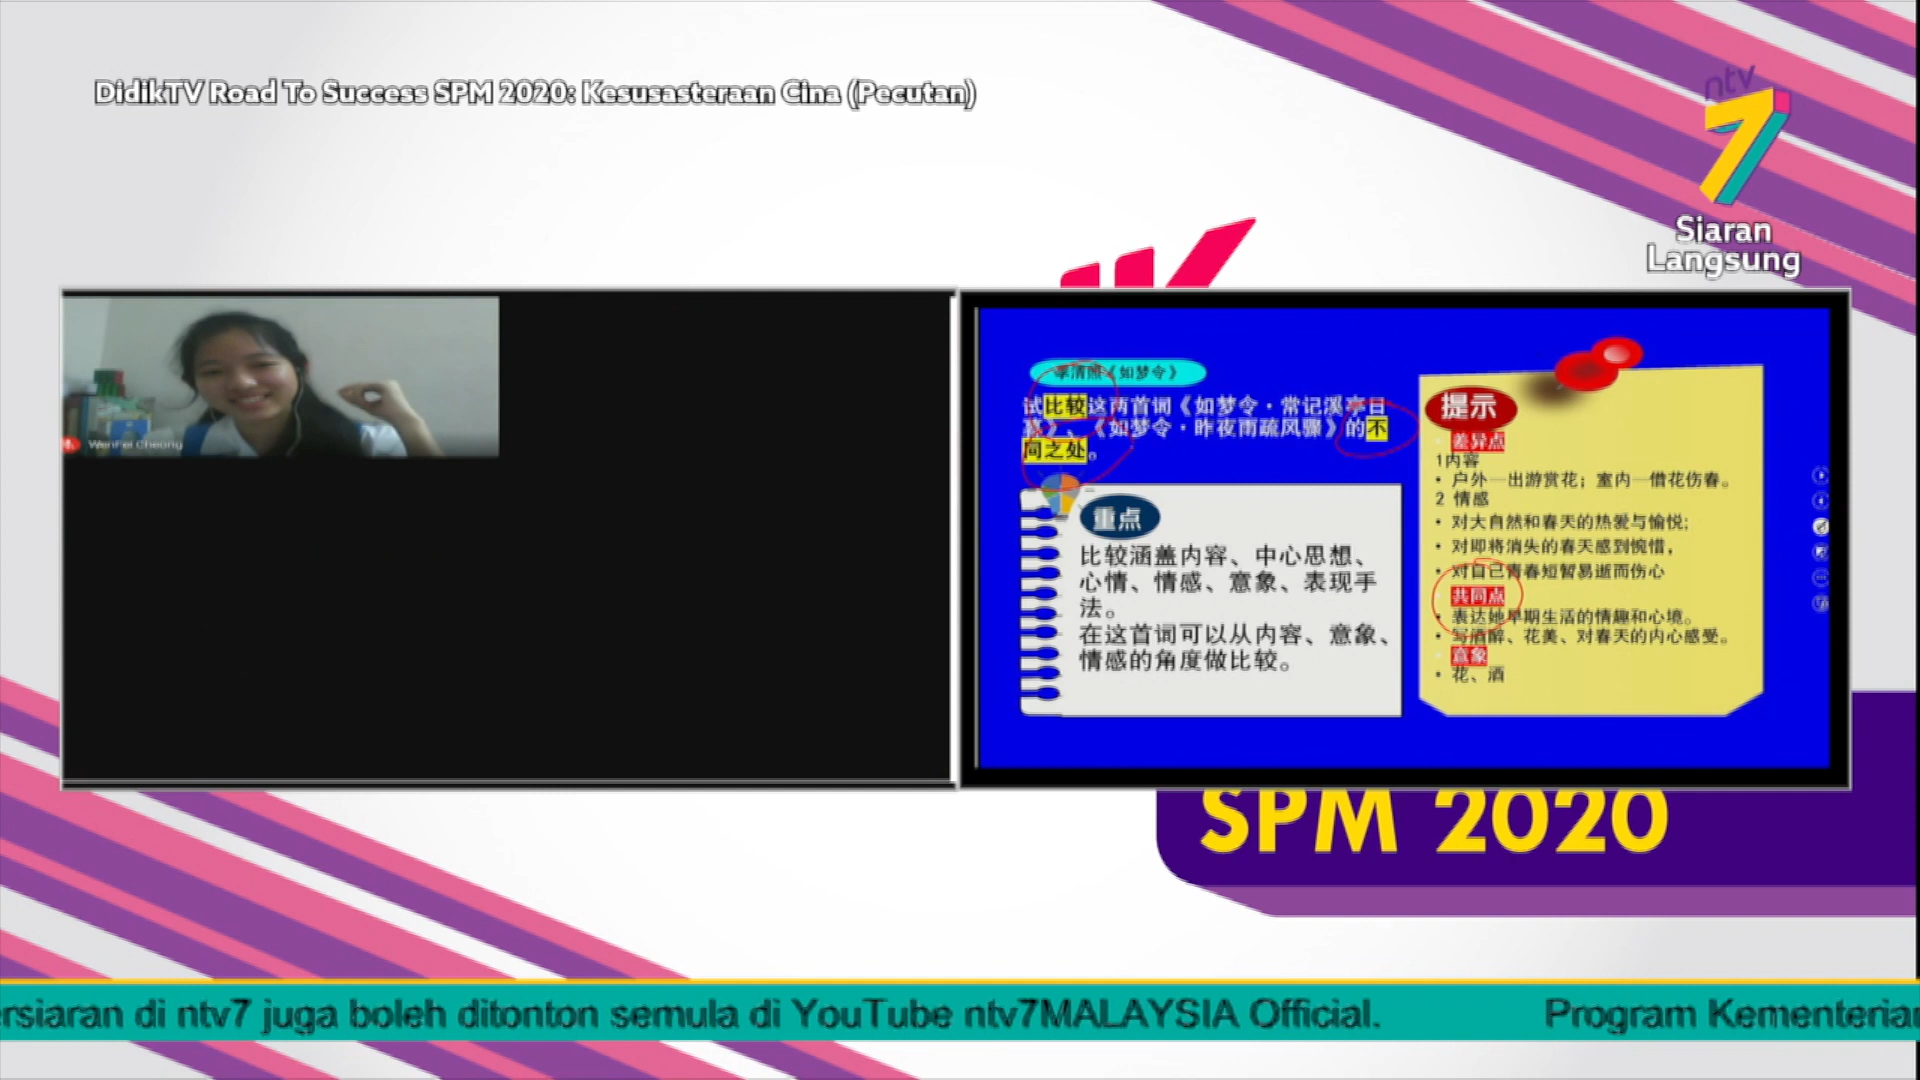 DidikTV Road To Success SPM 2020: Kesusasteraan Cina (Pecutan)
ntv
7
Siaran
Langsung
WenFei Cheong
李清照《如梦令》
试比较这两首词《如梦令·常记溪亭日
暮》、《如梦令·昨夜雨疏风骤》的不
同之处。
重点
比较涵盖内容、中心思想、
心情、情感、意象、表现手
法。
在这首词可以从内容、意象、
情感的角度做比较。
提示
差异点
1内容
• 户外—出游赏花；室内—借花伤春。
2 情感
• 对大自然和春天的热爱与愉悦;
• 对即将消失的春天感到惋惜，
• 对自己青春短暂易逝而伤心
共同点
• 表达她早期生活的情趣和心境。
• 写酒醉、花美、对春天的内心感受。
意象
• 花、酒
SPM 2020
ersiaran di ntv7 juga boleh ditonton semula di YouTube ntv7MALAYSIA Official. Program Kementerian